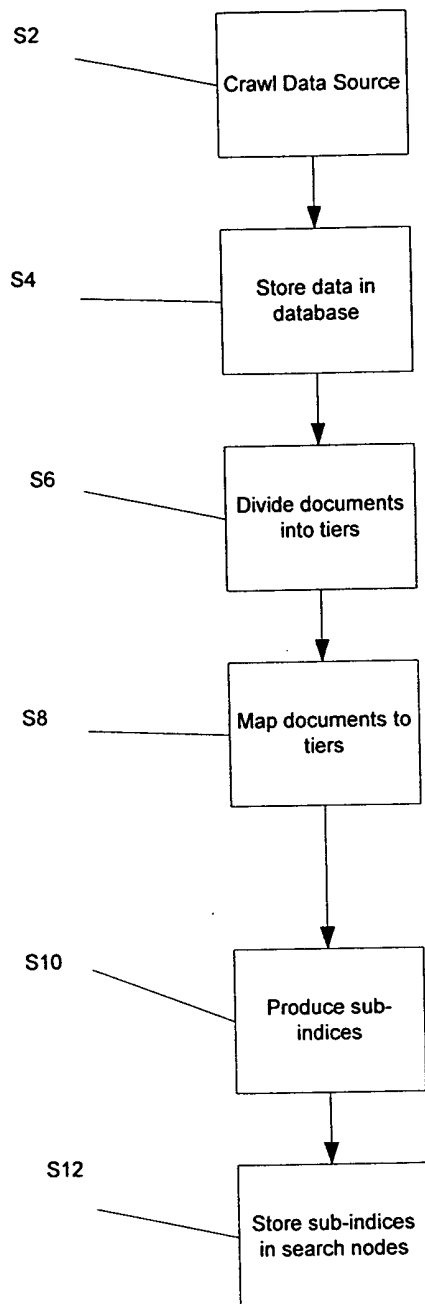 S2
Crawl Data Source
S4
Store data in
database
S6
Divide documents
into tiers
S8
Map documents to
tiers
S10
Produce sub-
indices
S12
Store sub-indices
in search nodes